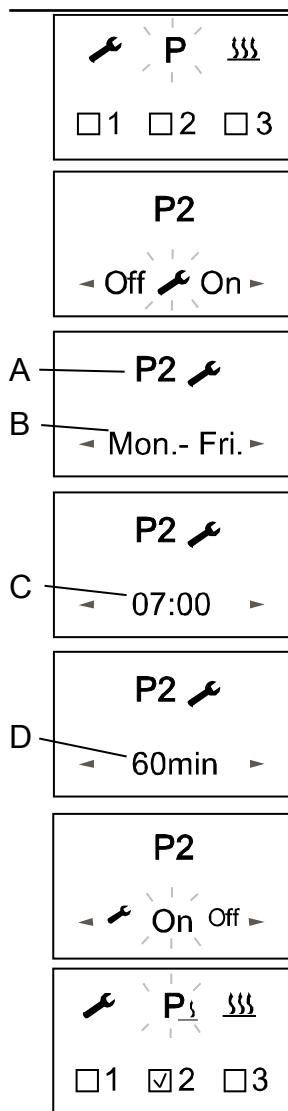 P
1 2 3
P2
Off On
A P2
B Mon.- Fri.
P2
C 07:00
P2
D 60min
P2
On Off
P
1 2 3